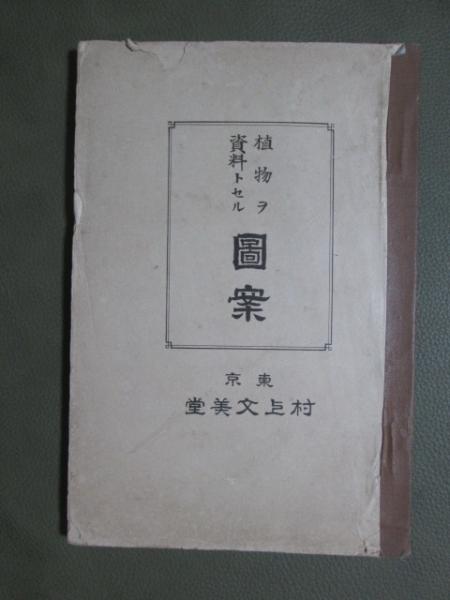 植物ヲ
資料トセル
圖案
東京
村上文美堂